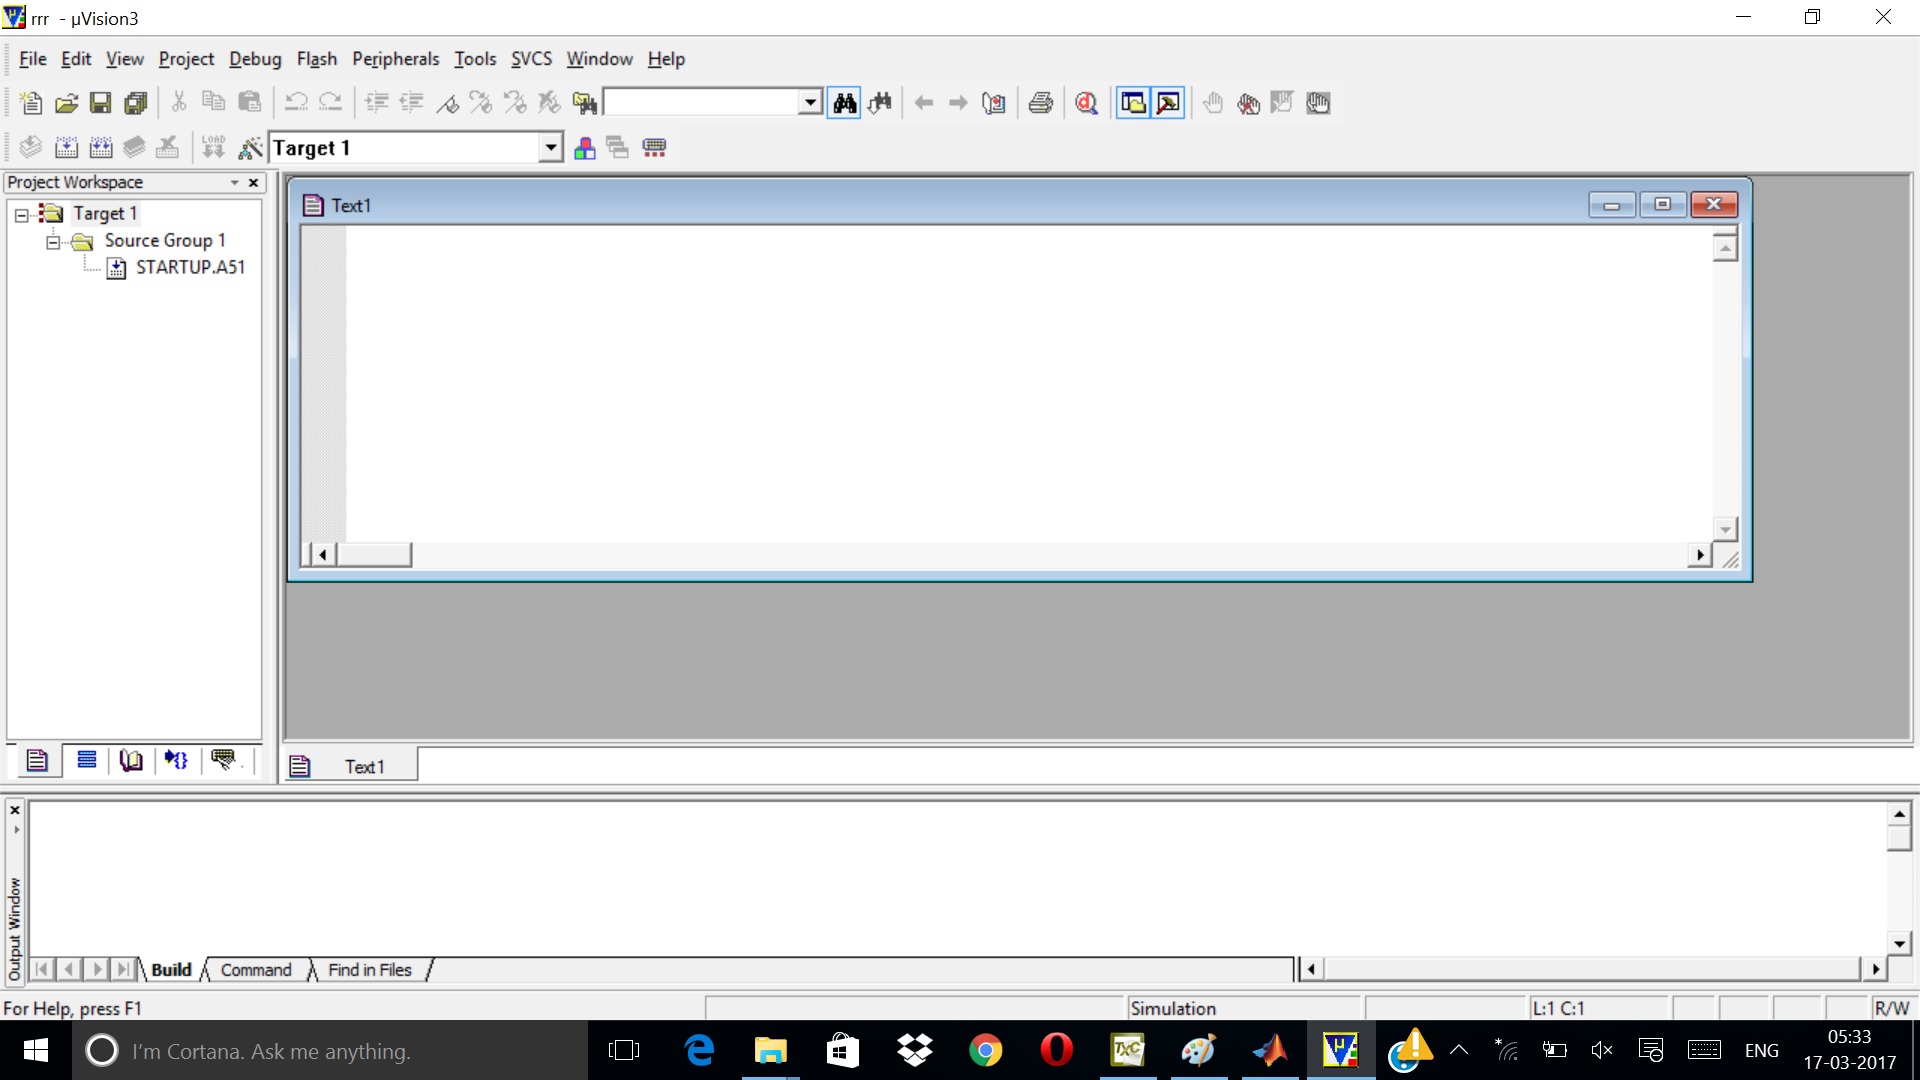 rrr - µVision3
File Edit View Project Debug Flash Peripherals Tools SVCS Window Help
LOAD
Target 1
Project Workspace
Target 1
Source Group 1
STARTUP.A51
Text1
Text1
Output Window
Build Command Find in Files
For Help, press F1
Simulation
L:1 C:1
R/W
I'm Cortana. Ask me anything.
TxC
ENG
05:33
17-03-2017